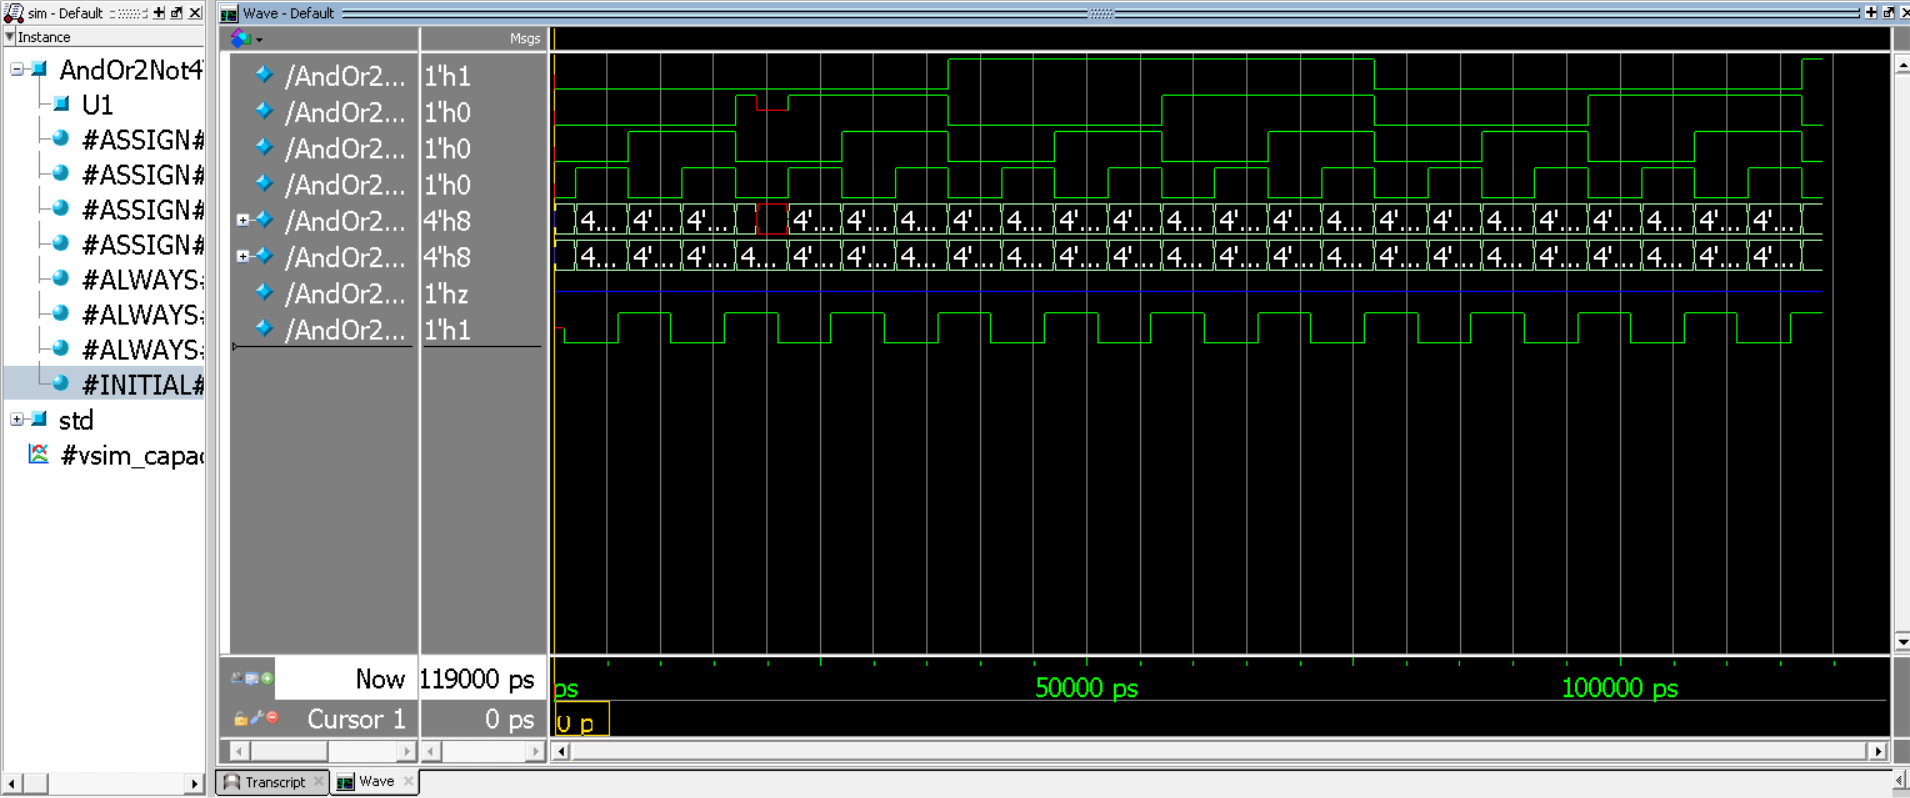 sim - Default
Instance
AndOr2Not4
U1
#ASSIGN#
#ASSIGN#
#ASSIGN#
#ASSIGN#
#ALWAYS#
#ALWAYS#
#ALWAYS#
#INITIAL#
std
#vsim_capac
Wave - Default
Msgs
/AndOr2... 1'h1
/AndOr2... 1'h0
/AndOr2... 1'h0
/AndOr2... 1'h0
/AndOr2... 4'h8
/AndOr2... 4'h8
/AndOr2... 1'hz
/AndOr2... 1'h1
4... 4'... 4'... 4'... 4'... 4... 4'... 4... 4'... 4'... 4... 4'... 4'... 4'... 4'... 4... 4'... 4... 4'... 4'...
4... 4'... 4'... 4... 4'... 4'... 4... 4'... 4... 4'... 4'... 4... 4'... 4'... 4'... 4'... 4... 4'... 4... 4'... 4'...
Now 119000 ps
ps 50000 ps 100000 ps
Cursor 1 0 ps
0 p
Transcript
Wave